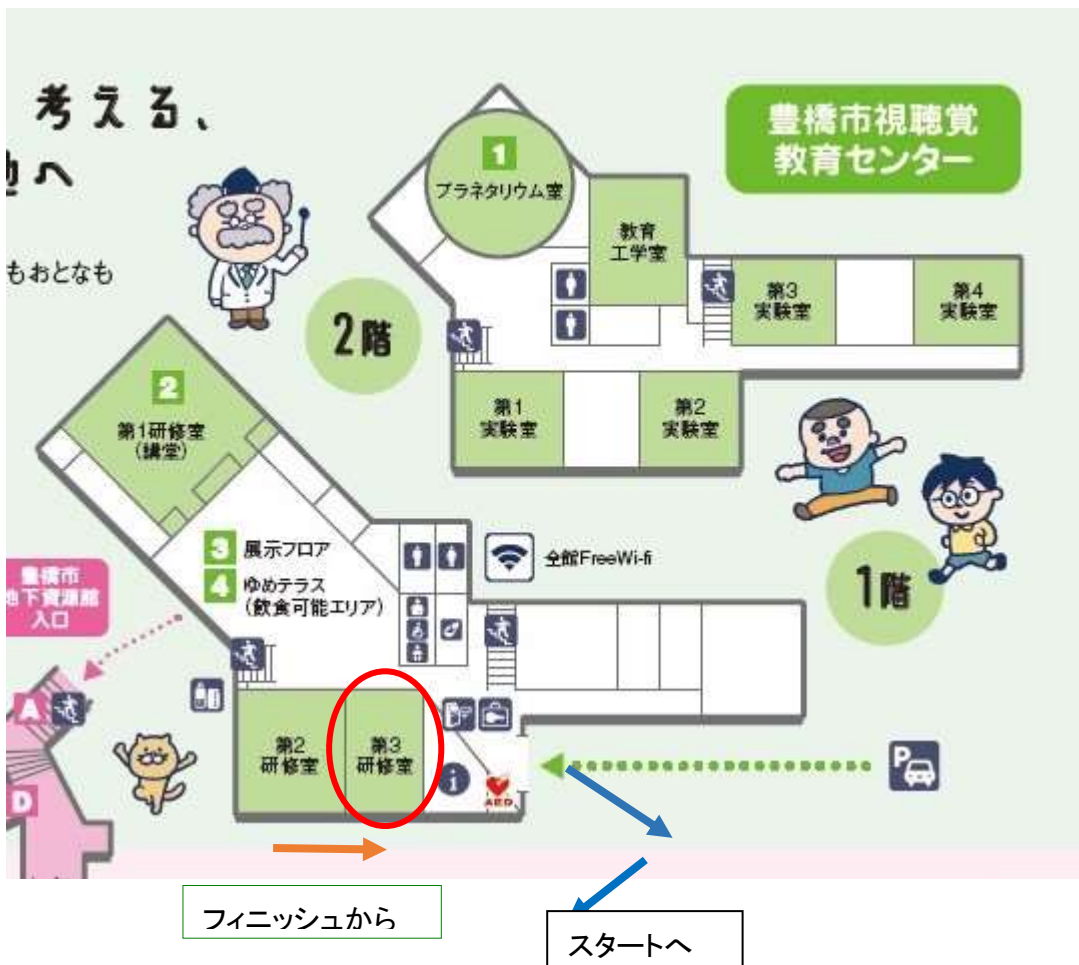 考える、
へ
もおとなも
豊橋市視聴覚
教育センター
1
プラネタリウム室
教育
工学室
第3
実験室
第4
実験室
2階
第1
実験室
第2
実験室
2
第1研修室
(講堂)
3 展示フロア
4 ゆめテラス
(飲食可能エリア)
全館FreeWi-fi
1階
豊橋市
地下資源館
入口
A
D
第2
研修室
第3
研修室
i
AED
P
フィニッシュから
スタートへ